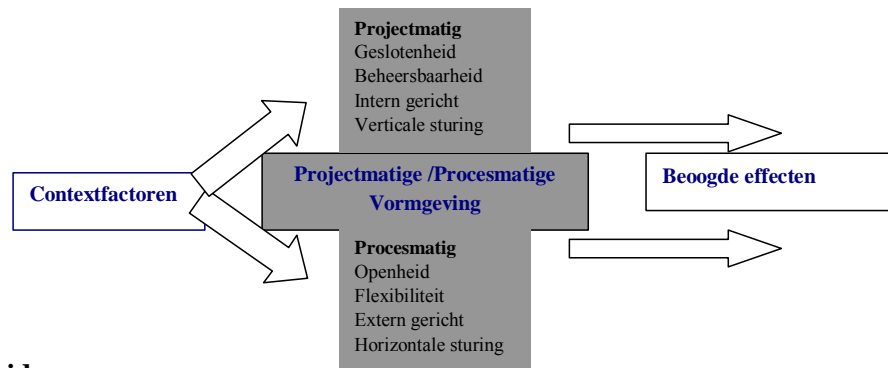 Projectmatig
Geslotenheid
Beheersbaarheid
Intern gericht
Verticale sturing
Contextfactoren
Projectmatige /Procesmatige
Vormgeving
Beoogde effecten
Procesmatig
Openheid
Flexibiliteit
Extern gericht
Horizontale sturing